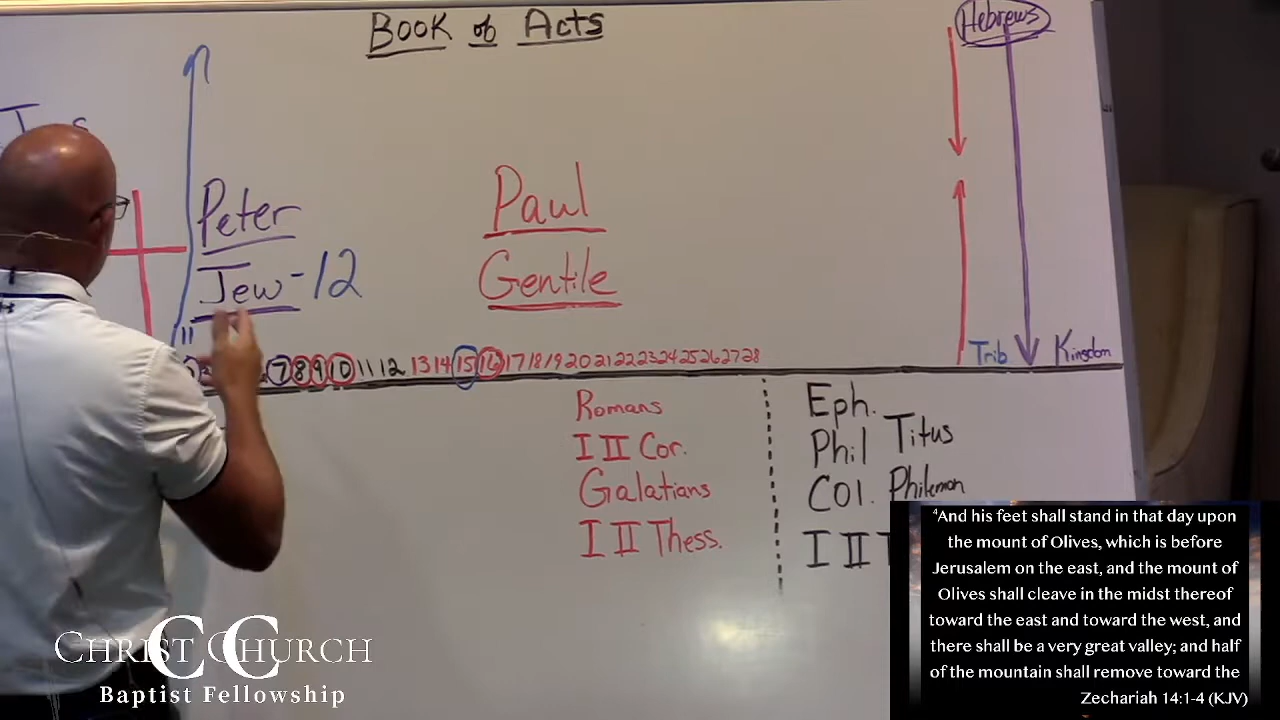 Book of Acts
Hebrews
Peter
Jew-12
Paul
Gentile
11
7 8 9 10 11 12 13 14 15 16 17 18 19 20 21 22 23 24 25 26 27 28
Trib
Kingdom
Romans
I II Cor.
Galatians
I II Thess.
Eph.
Phil
Titus
COl.
Philemon
I II
CC
CHRIST CHURCH
Baptist Fellowship
⁴And his feet shall stand in that day upon
the mount of Olives, which is before
Jerusalem on the east, and the mount of
Olives shall cleave in the midst thereof
toward the east and toward the west, and
there shall be a very great valley; and half
of the mountain shall remove toward the
Zechariah 14:1-4 (KJV)